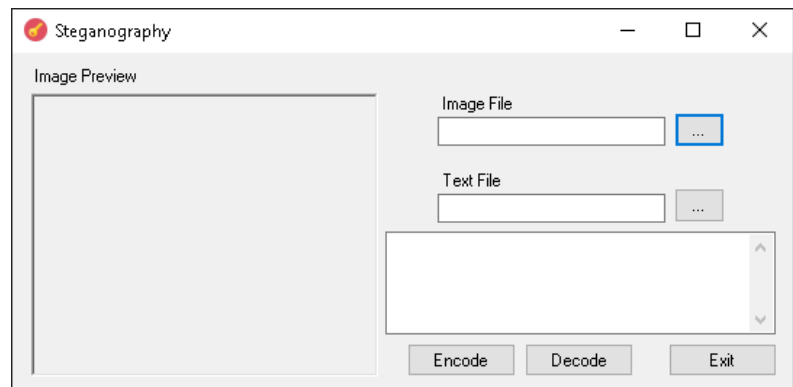 Steganography
Image Preview
Image File
...
Text File
...
Encode Decode Exit